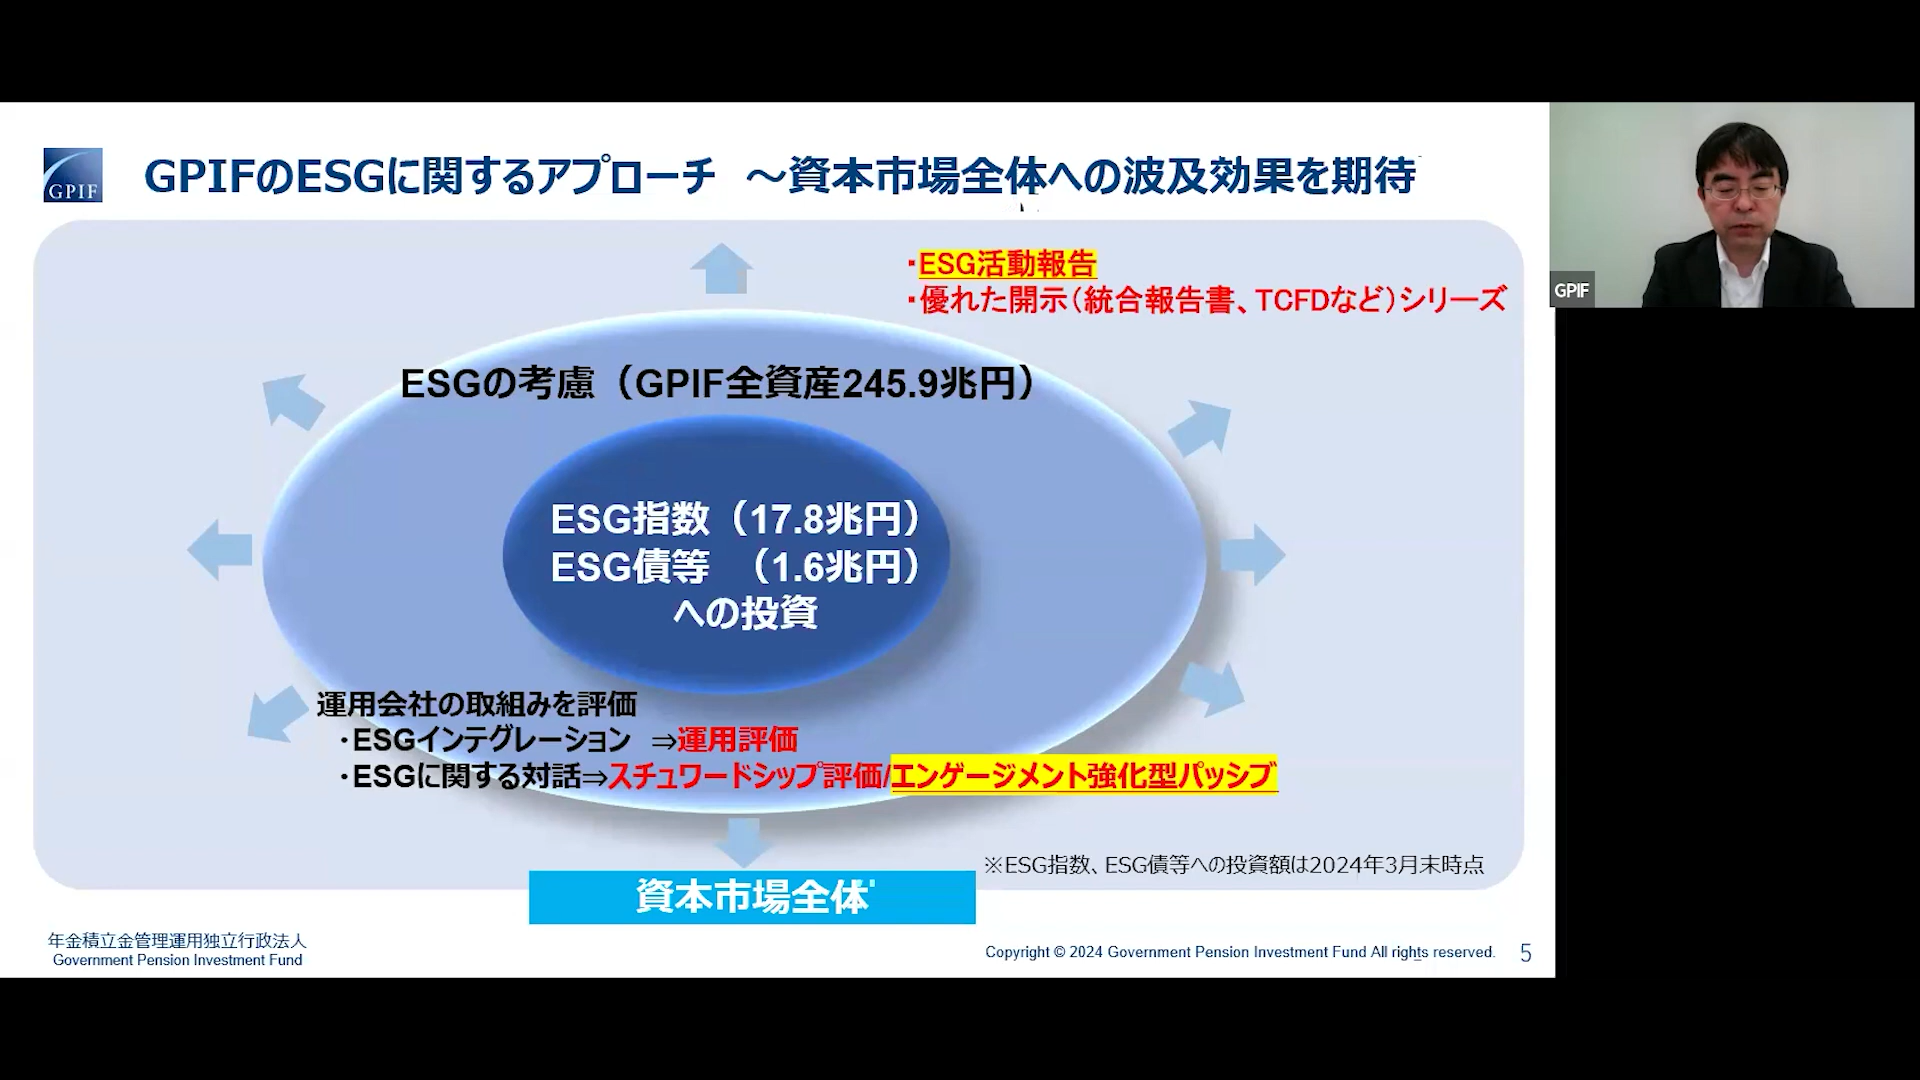 GPIF
GPIFのESGに関するアプローチ ～資本市場全体への波及効果を期待
・ESG活動報告
・優れた開示（統合報告書、TCFDなど）シリーズ
GPIF
ESGの考慮（GPIF全資産245.9兆円）
ESG指数（17.8兆円）
ESG債等 （1.6兆円）
への投資
運用会社の取組みを評価
・ESGインテグレーション ⇒運用評価
・ESGに関する対話⇒スチュワードシップ評価/エンゲージメント強化型パッシブ
※ESG指数、ESG債等への投資額は2024年3月末時点
資本市場全体
年金積立金管理運用独立行政法人
Government Pension Investment Fund
Copyright © 2024 Government Pension Investment Fund All rights reserved.
5